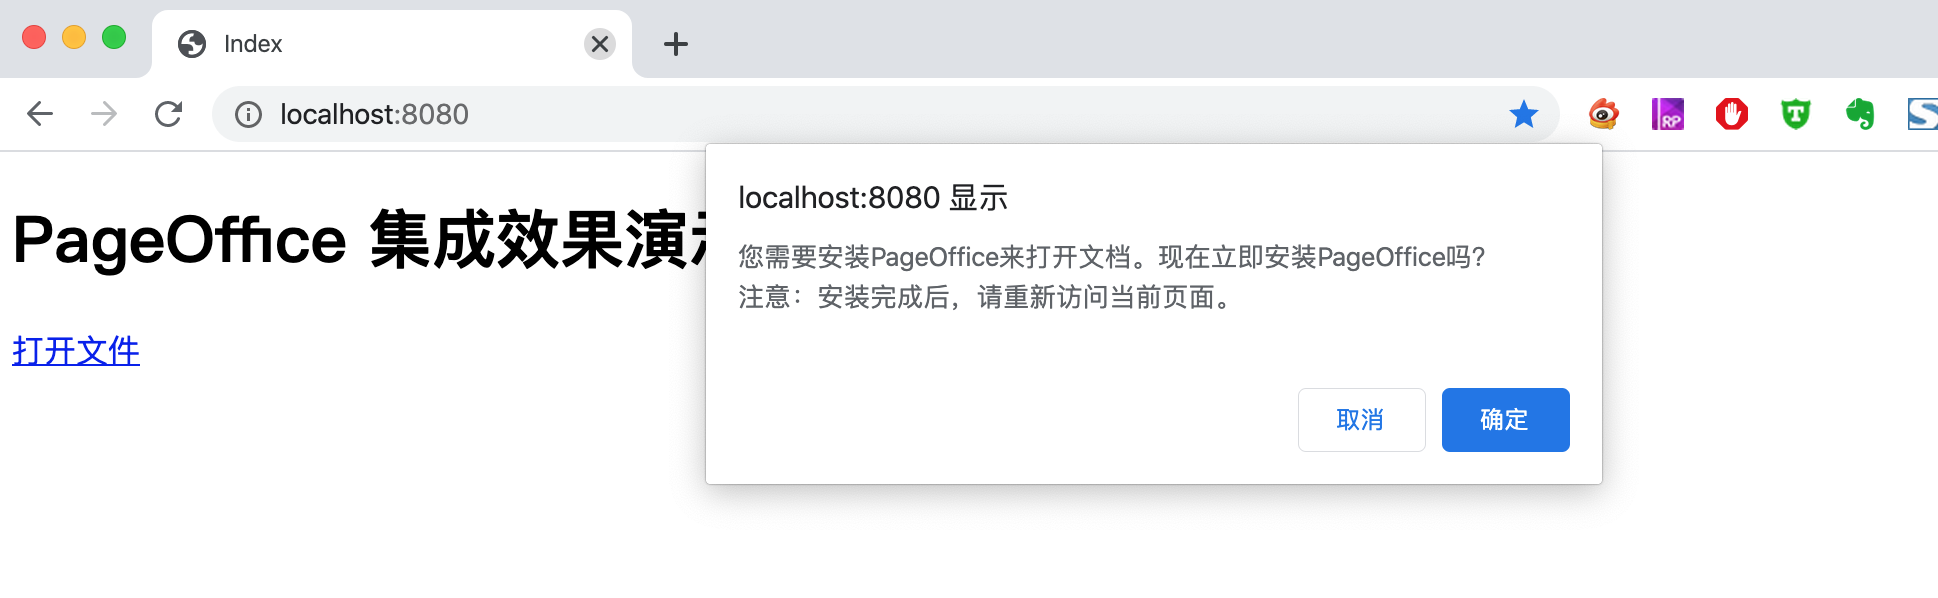 Index
localhost:8080
RP
T
S
localhost:8080 显示
您需要安装PageOffice来打开文档。现在立即安装PageOffice吗?
注意：安装完成后，请重新访问当前页面。
取消
确定
PageOffice 集成效果演示
打开文件